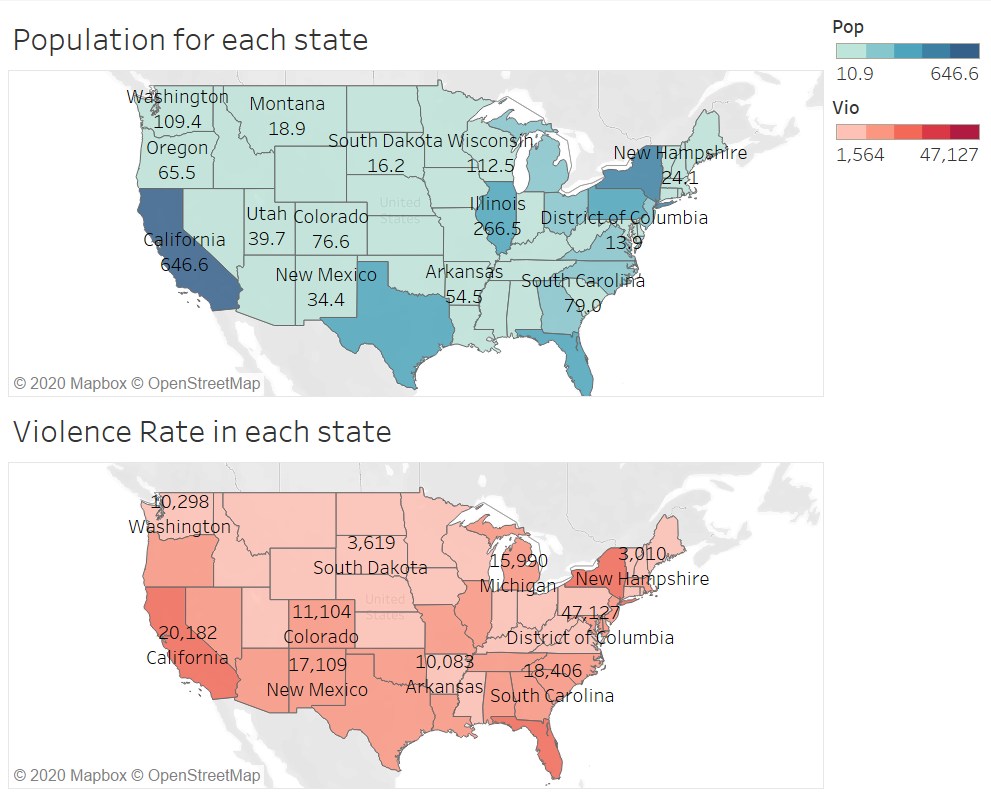 Population for each state
Pop
10.9 646.6
Vio
1,564 47,127
Washington
109.4
Montana
18.9
Oregon
65.5
South Dakota
16.2
Wisconsin
112.5
New Hampshire
24.1
United
States
Illinois
266.5
Utah
39.7
Colorado
76.6
District of Columbia
13.9
California
646.6
New Mexico
34.4
Arkansas
54.5
South Carolina
79.0
© 2020 Mapbox © OpenStreetMap
Violence Rate in each state
10,298
Washington
3,619
South Dakota
15,990
Michigan
3,010
New Hampshire
United
States
11,104
Colorado
47,127
District of Columbia
20,182
California
17,109
New Mexico
10,083
Arkansas
18,406
South Carolina
© 2020 Mapbox © OpenStreetMap